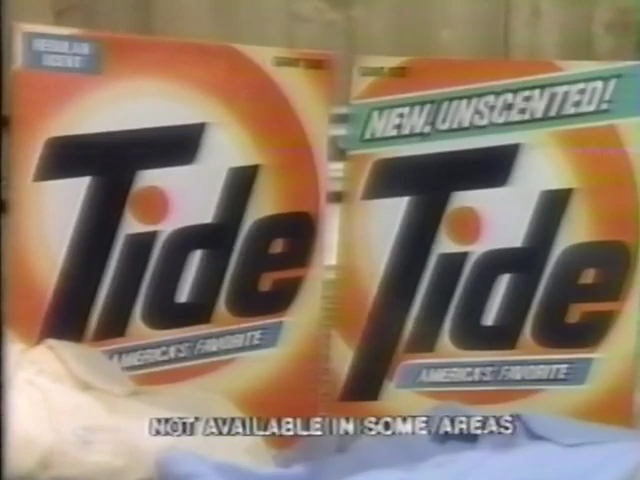 REGULAR
SCENT
Tide
AMERICA'S FAVORITE
NEW, UNSCENTED!
Tide
AMERICA'S FAVORITE
NOT AVAILABLE IN SOME AREAS